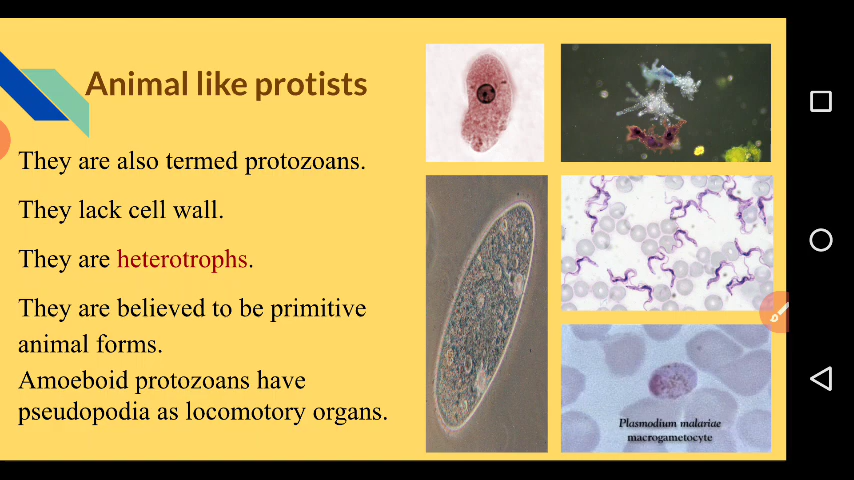 Animal like protists
They are also termed protozoans.
They lack cell wall.
They are heterotrophs.
They are believed to be primitive
animal forms.
Amoeboid protozoans have
pseudopodia as locomotory organs.
Plasmodium malariae
macrogametocyte